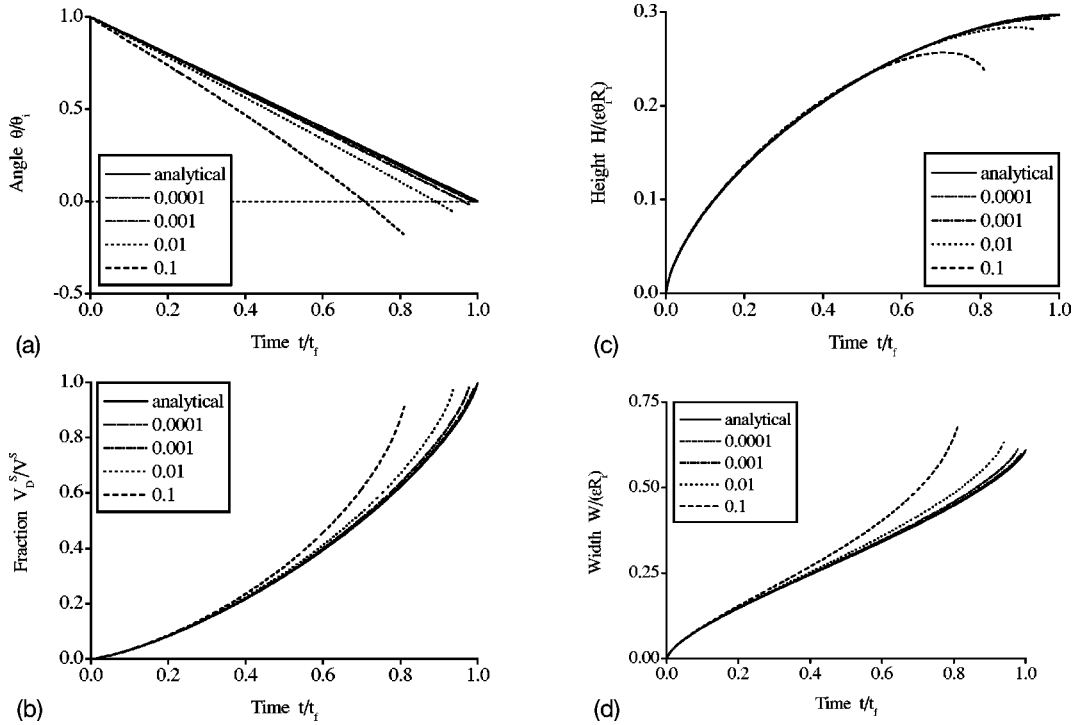 1.0
0.5
0.0
-0.5
Angle θ/θi
analytical
0.0001
0.001
0.01
0.1
0.0 0.2 0.4 0.6 0.8 1.0
(a) Time t/tf
0.3
0.2
0.1
0.0
Height H/(εθiRi)
analytical
0.0001
0.001
0.01
0.1
0.0 0.2 0.4 0.6 0.8 1.0
(c) Time t/tf
1.0
0.8
0.6
0.4
0.2
0.0
Fraction VDS/VS
analytical
0.0001
0.001
0.01
0.1
0.0 0.2 0.4 0.6 0.8 1.0
(b) Time t/tf
0.75
0.50
0.25
0.00
Width W/(εRi)
analytical
0.0001
0.001
0.01
0.1
0.0 0.2 0.4 0.6 0.8 1.0
(d) Time t/tf